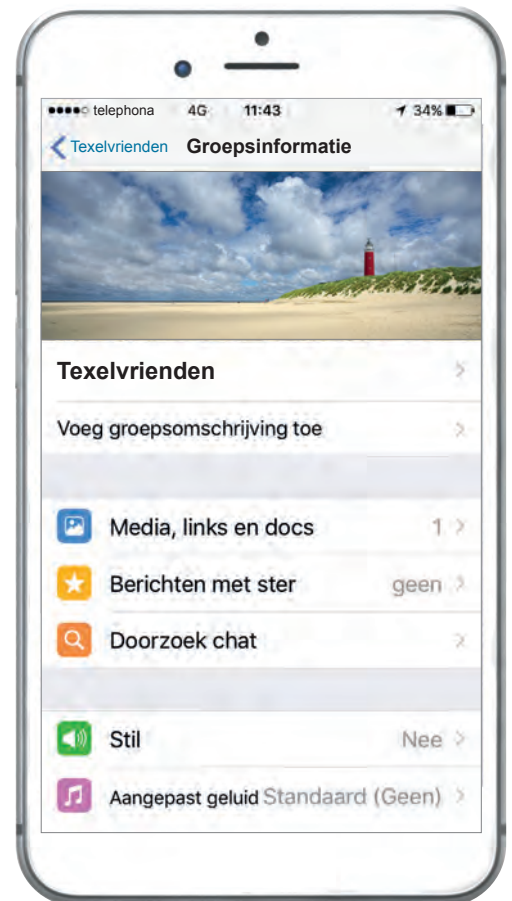 telephona 4G 11:43 34%
Texelvrienden Groepsinformatie
Texelvrienden
Voeg groepsomschrijving toe
Media, links en docs 1
Berichten met ster geen
Doorzoek chat
Stil Nee
Aangepast geluid Standaard (Geen)